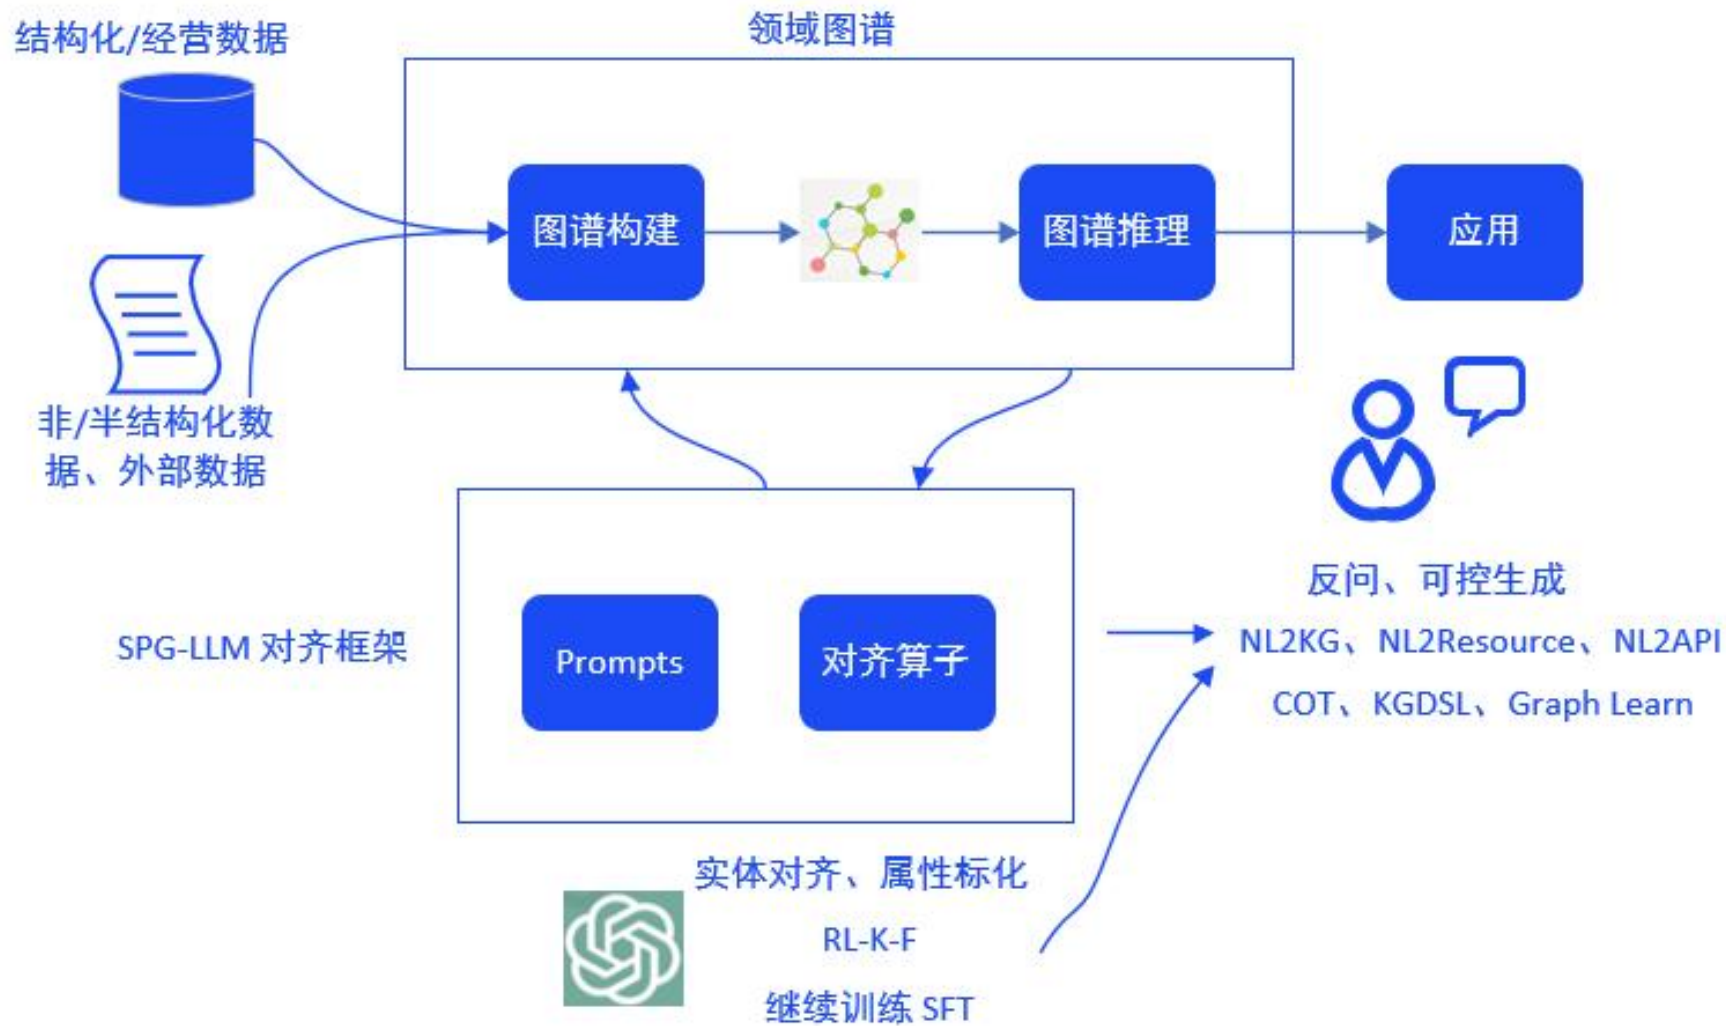 结构化/经营数据
领域图谱
图谱构建
图谱推理
应用
非/半结构化数
据、外部数据
SPG-LLM 对齐框架
Prompts
对齐算子
反问、可控生成
NL2KG、NL2Resource、NL2API
COT、KGDSL、Graph Learn
实体对齐、属性标化
RL-K-F
继续训练 SFT